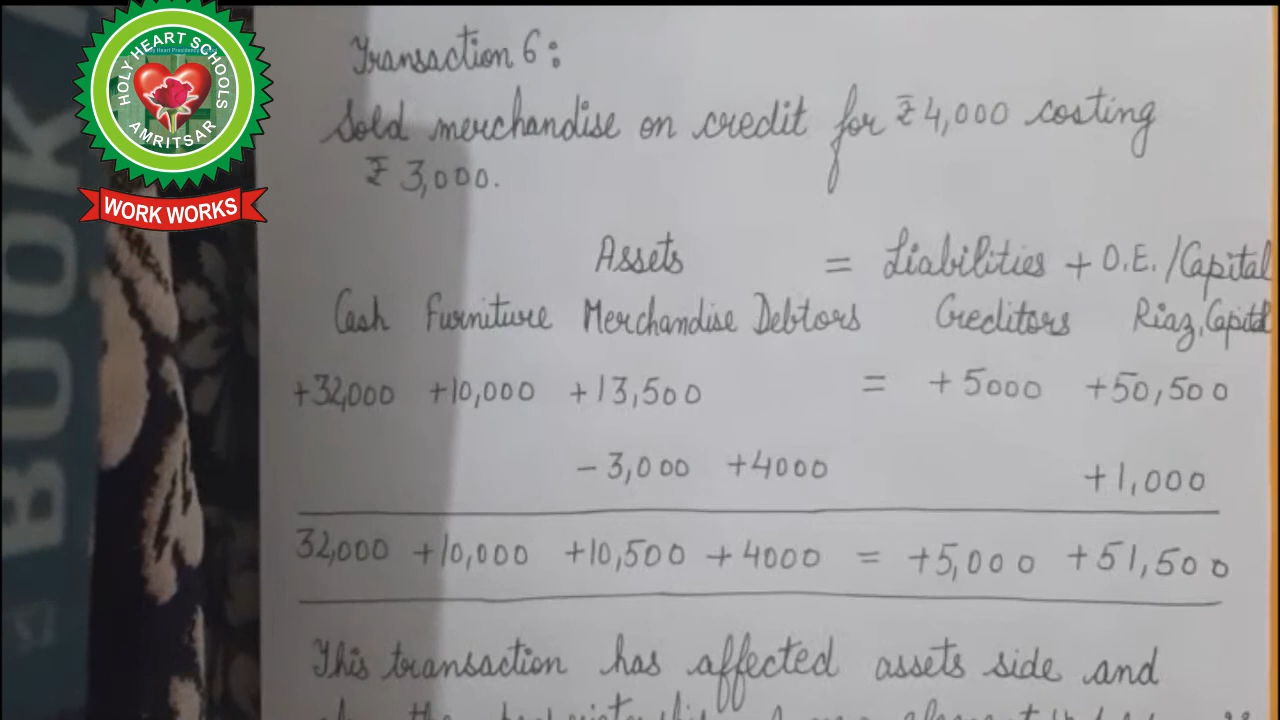 HOLY HEART SCHOOLS
AMRITSAR
WORK WORKS
BOOK
Transaction 6:
Sold merchandise on credit for ₹4,000 costing
₹ 3,000.
Assets = Liabilities + O.E./Capital
Cash Furniture Merchandise Debtors Creditors Riaz, Capital
+32,000 +10,000 +13,500 = +5000 +50,500
-3,000 +4000 +1,000
32,000 +10,000 +10,500 +4000 = +5,000 +51,500
This transaction has affected assets side and